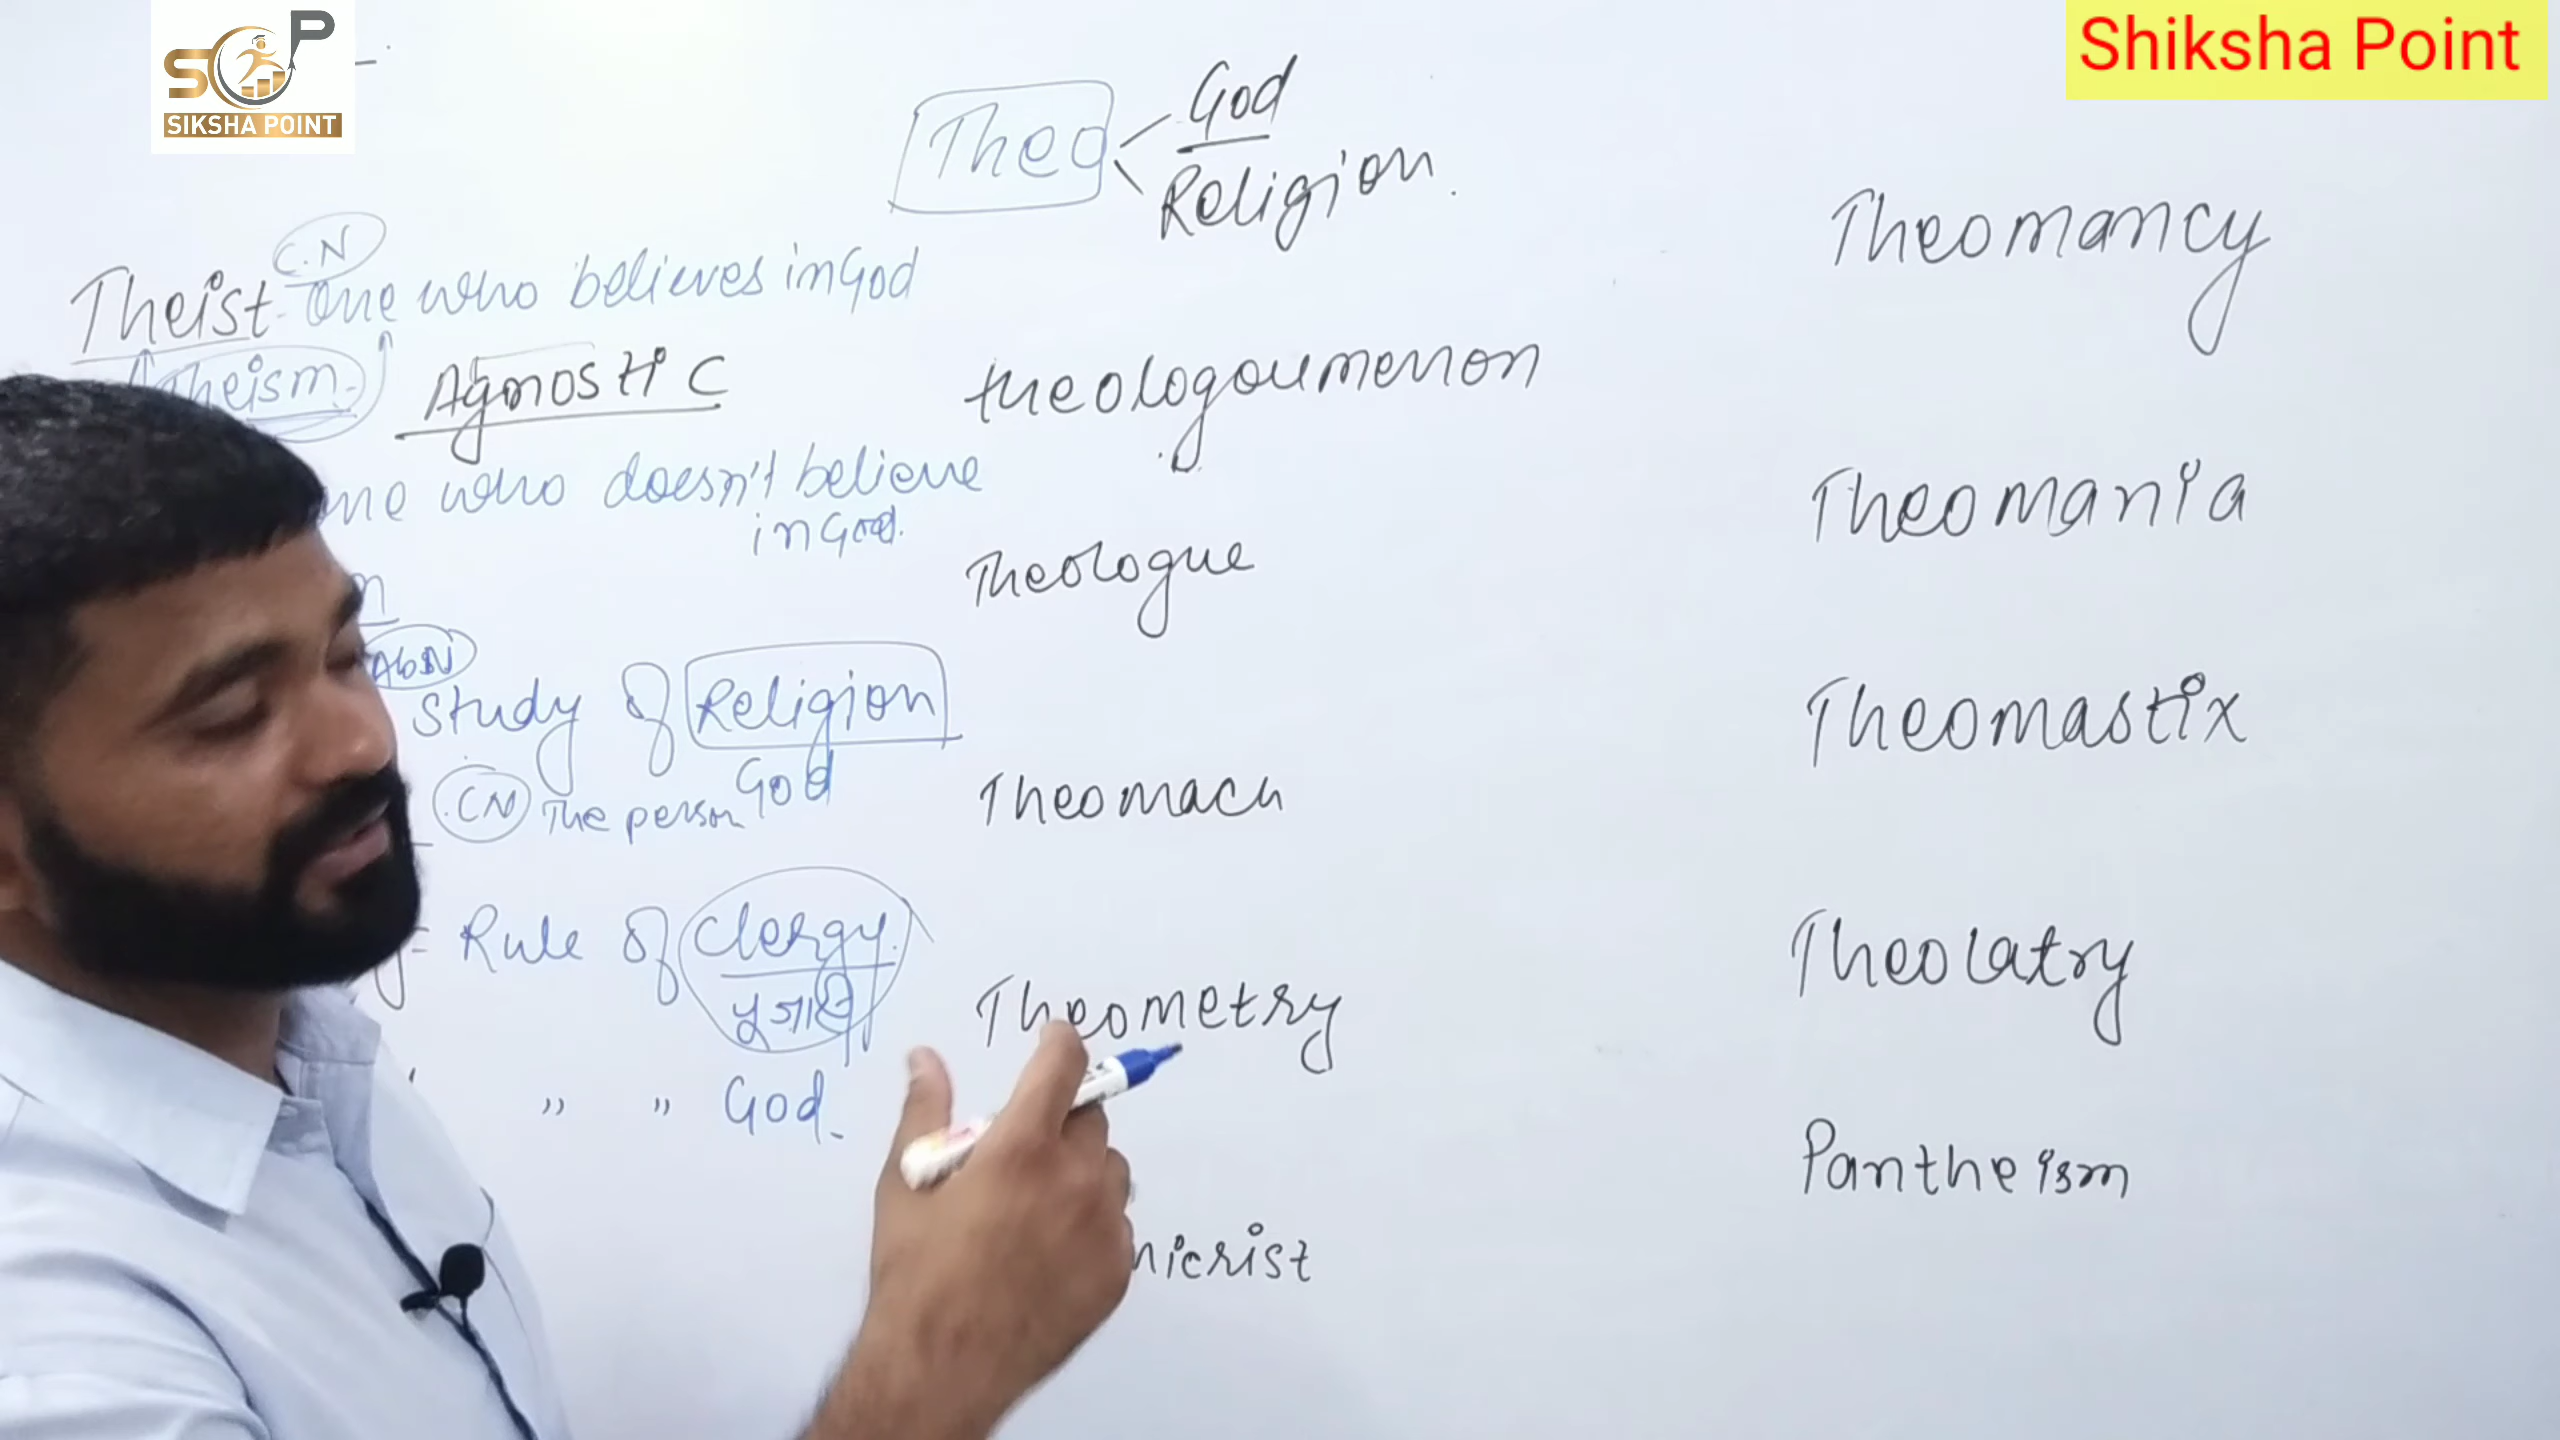 SP
SIKSHA POINT
Shiksha Point
Theo
God
Religion.
C.N
Theist - One who believes in God
Atheism.
Agnostic
one who doesn't believe
in God.
AbN
Study of Religion
God
CN The person
= Rule of Clergy.
पूजारी
" " God
theologoumenon
Theologue
Theomach
Theometry
Theomancy
Theomania
Theomastix
Theolatry
Pantheism